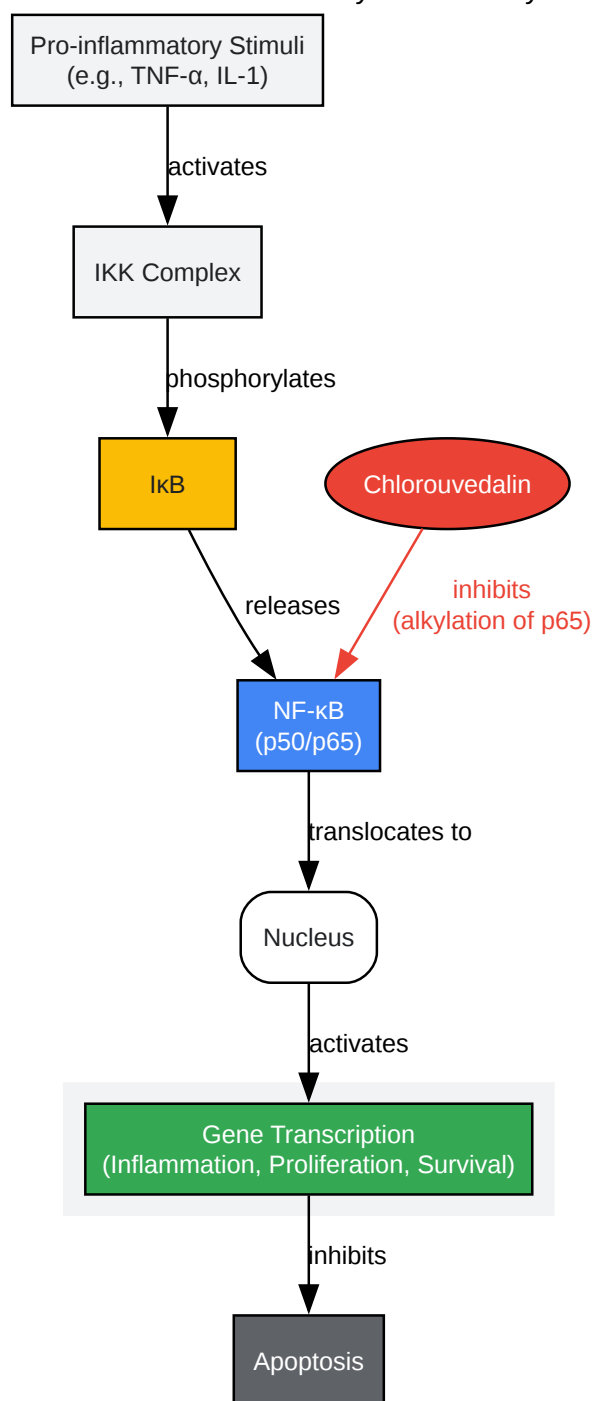 Pro-inflammatory Stimuli
(e.g., TNF-α, IL-1)
activates
IKK Complex
phosphorylates
IκB
Chlorouvedalin
releases
inhibits
(alkylation of p65)
NF-κB
(p50/p65)
translocates to
Nucleus
activates
Gene Transcription
(Inflammation, Proliferation, Survival)
inhibits
Apoptosis